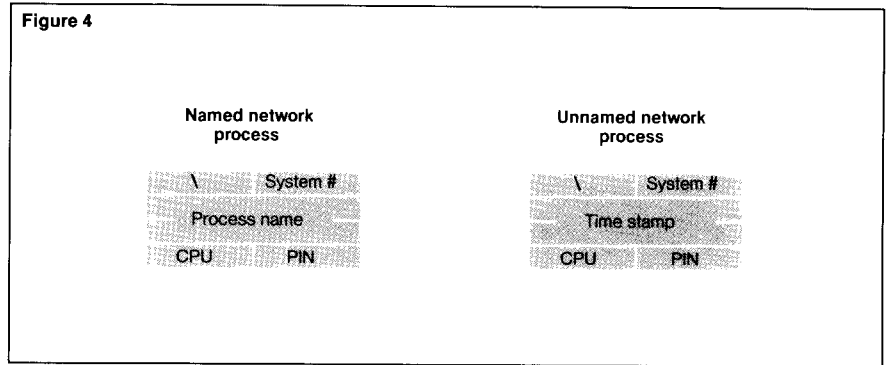 Figure 4
Named network
process
\ System #
Process name
CPU PIN
Unnamed network
process
\ System #
Time stamp
CPU PIN